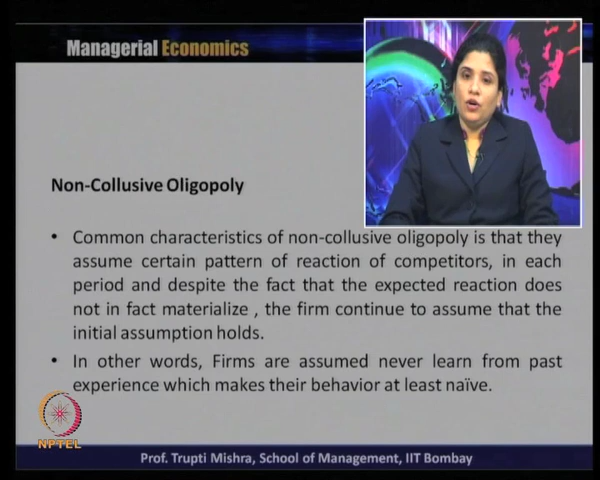 Managerial Economics
Non-Collusive Oligopoly
• Common characteristics of non-collusive oligopoly is that they
assume certain pattern of reaction of competitors, in each
period and despite the fact that the expected reaction does
not in fact materialize , the firm continue to assume that the
initial assumption holds.
• In other words, Firms are assumed never learn from past
experience which makes their behavior at least naïve.
NPTEL
Prof. Trupti Mishra, School of Management, IIT Bombay